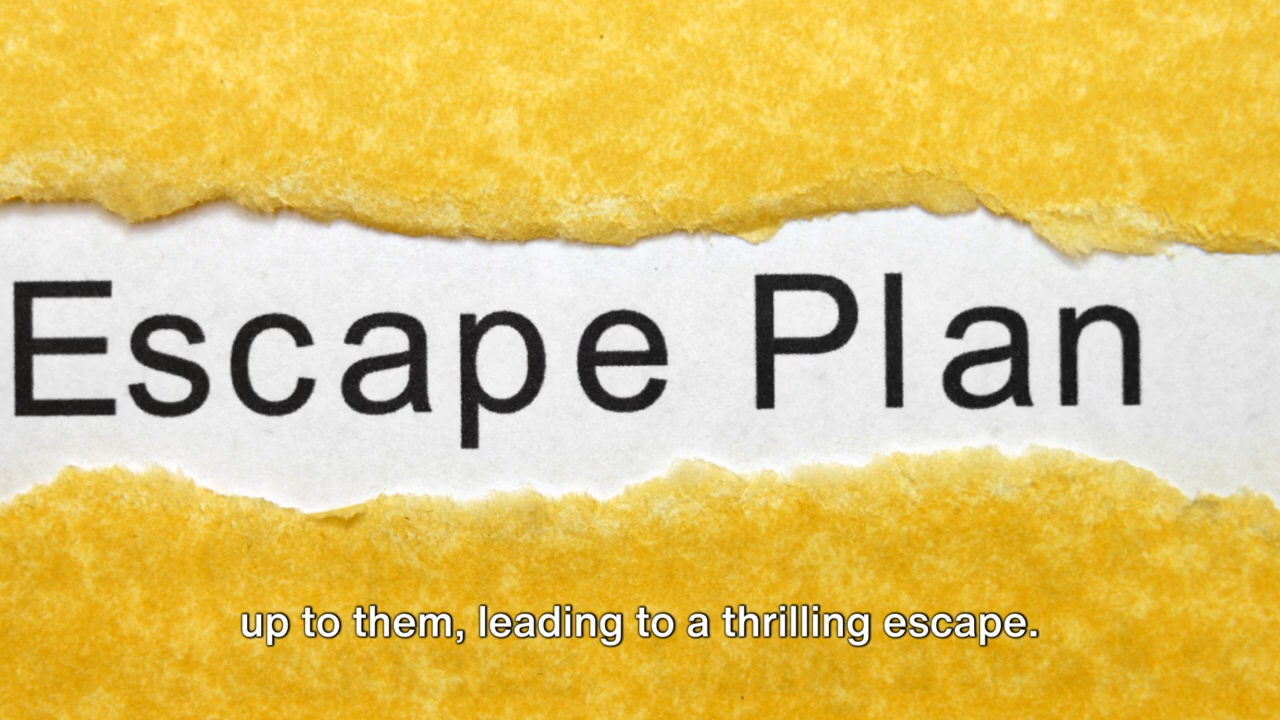 Escape Plan
up to them, leading to a thrilling escape.